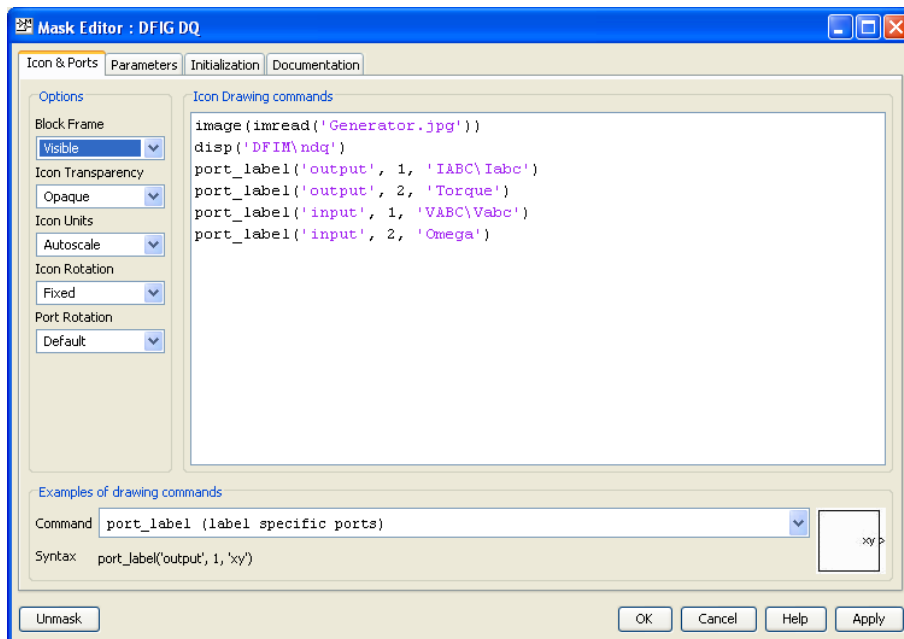 Mask Editor : DFIG DQ
Icon & Ports Parameters Initialization Documentation
Options
Block Frame
Visible
Icon Transparency
Opaque
Icon Units
Autoscale
Icon Rotation
Fixed
Port Rotation
Default
Icon Drawing commands
image(imread('Generator.jpg'))
disp('DFIM\ndq')
port_label('output', 1, 'IABC\Iabc')
port_label('output', 2, 'Torque')
port_label('input', 1, 'VABC\Vabc')
port_label('input', 2, 'Omega')
Examples of drawing commands
Command port_label (label specific ports)
Syntax port_label('output', 1, 'xy')
xy
Unmask OK Cancel Help Apply